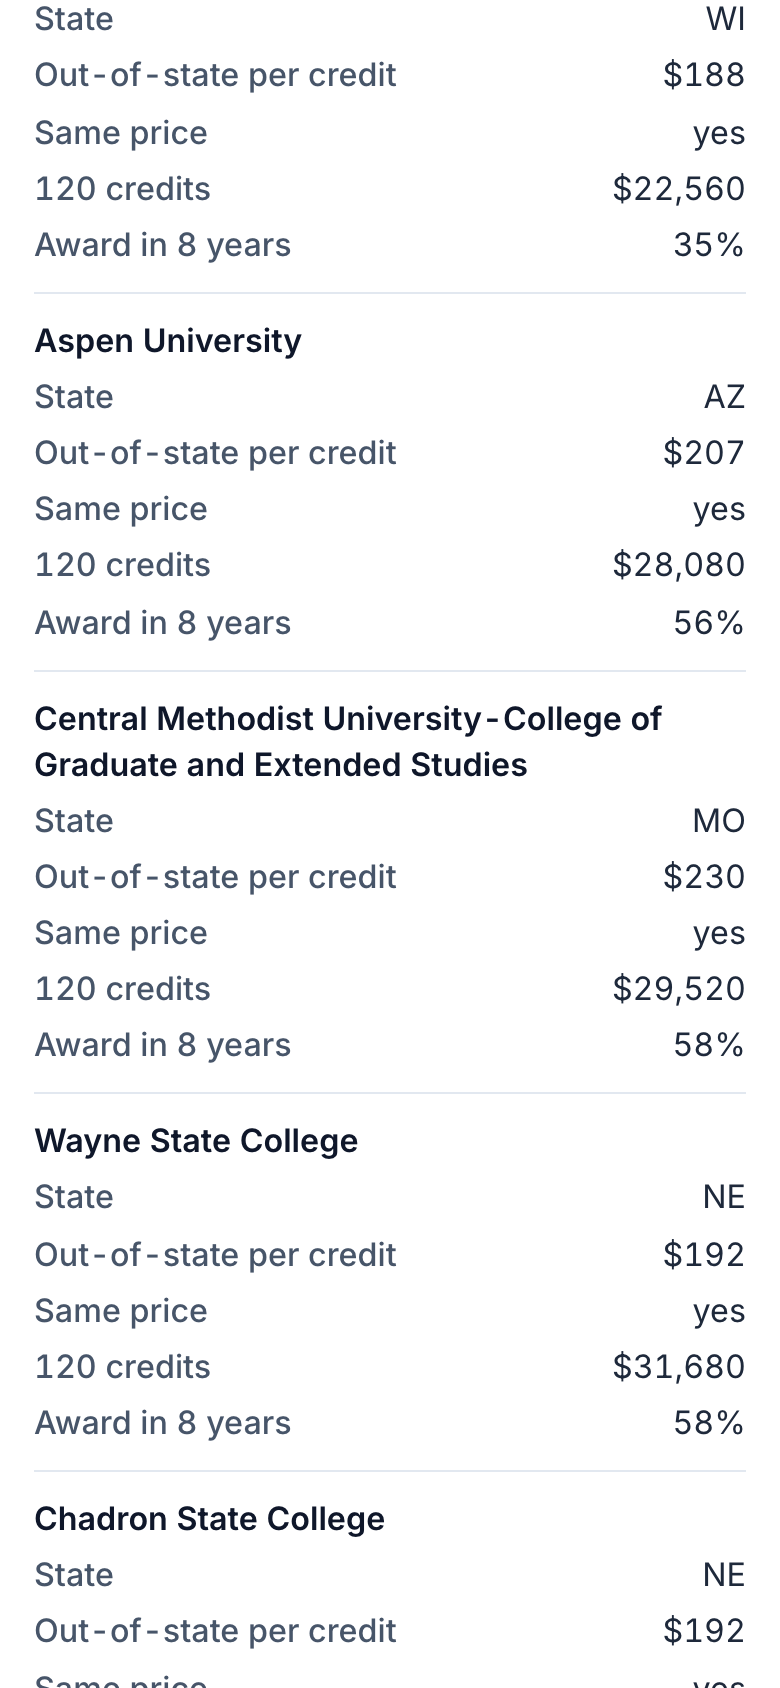 State WI
Out-of-state per credit $188
Same price yes
120 credits $22,560
Award in 8 years 35%
Aspen University
State AZ
Out-of-state per credit $207
Same price yes
120 credits $28,080
Award in 8 years 56%
Central Methodist University-College of
Graduate and Extended Studies
State MO
Out-of-state per credit $230
Same price yes
120 credits $29,520
Award in 8 years 58%
Wayne State College
State NE
Out-of-state per credit $192
Same price yes
120 credits $31,680
Award in 8 years 58%
Chadron State College
State NE
Out-of-state per credit $192
Same price yes